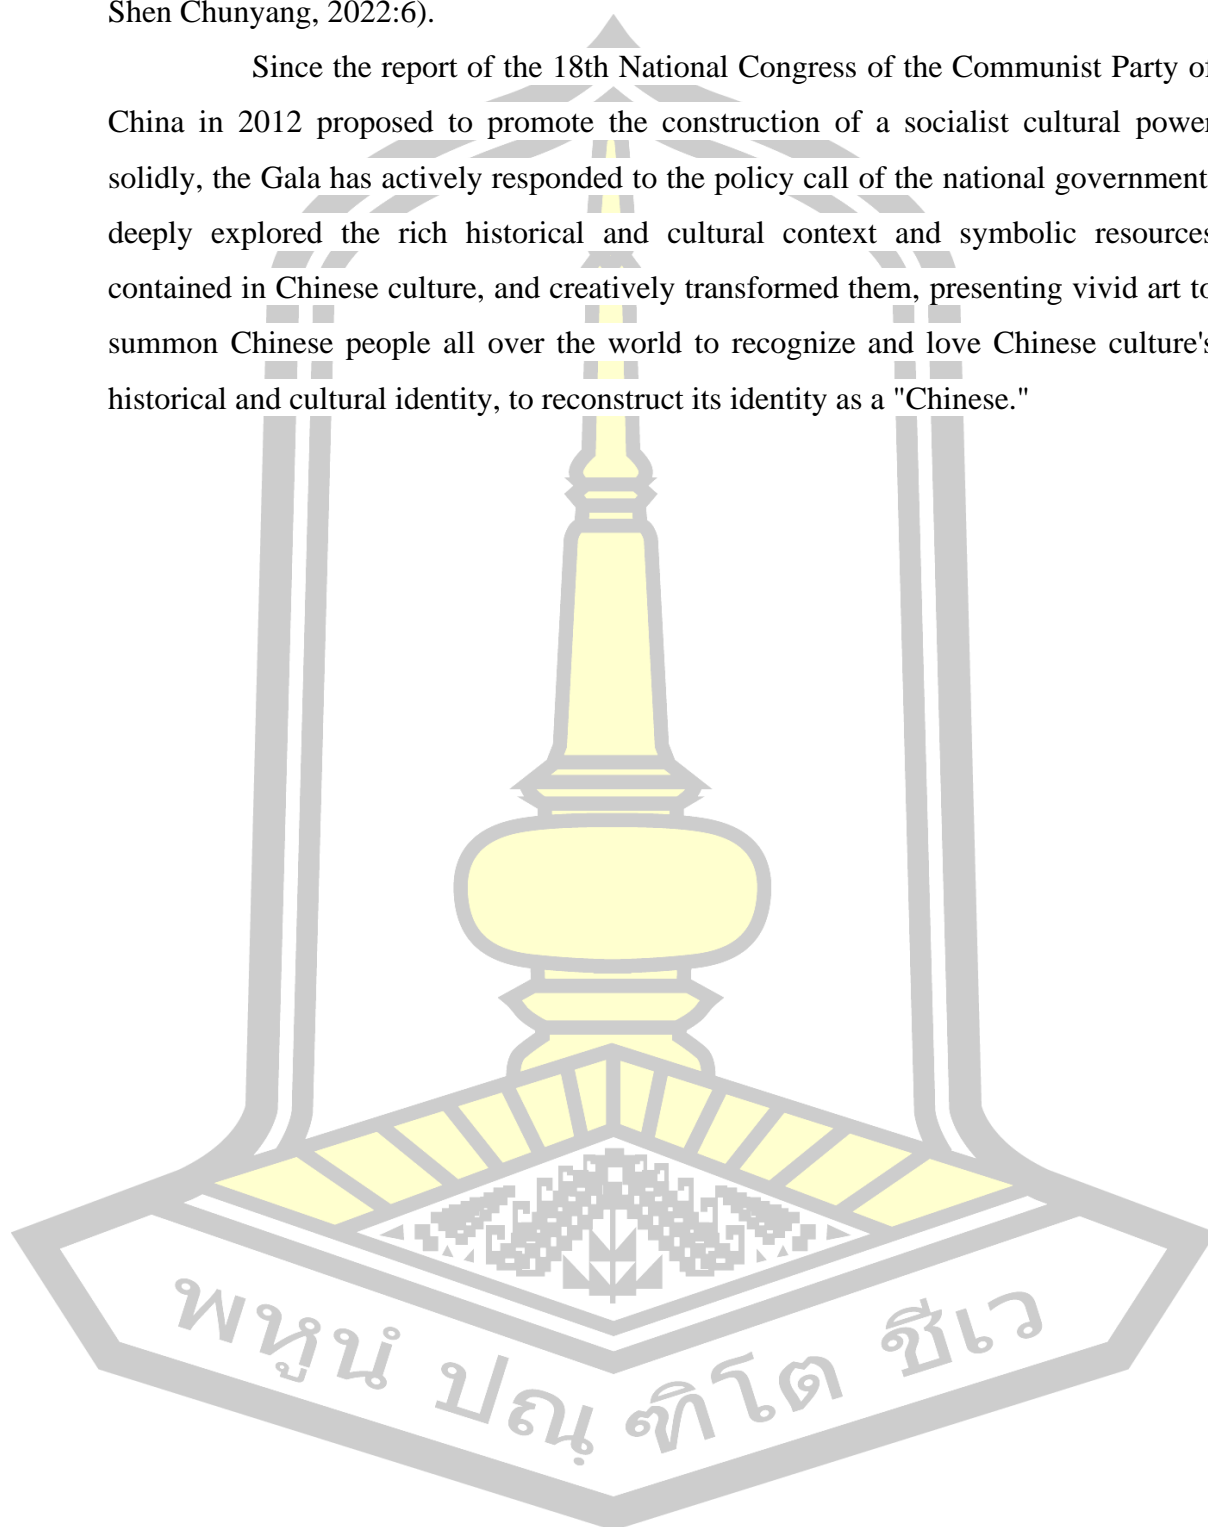 Shen Chunyang, 2022:6).
Since the report of the 18th National Congress of the Communist Party of
China in 2012 proposed to promote the construction of a socialist cultural power
solidly, the Gala has actively responded to the policy call of the national government
deeply explored the rich historical and cultural context and symbolic resources
contained in Chinese culture, and creatively transformed them, presenting vivid art to
summon Chinese people all over the world to recognize and love Chinese culture's
historical and cultural identity, to reconstruct its identity as a "Chinese."
พหูนํ ปณฺฑิโต ชีเว